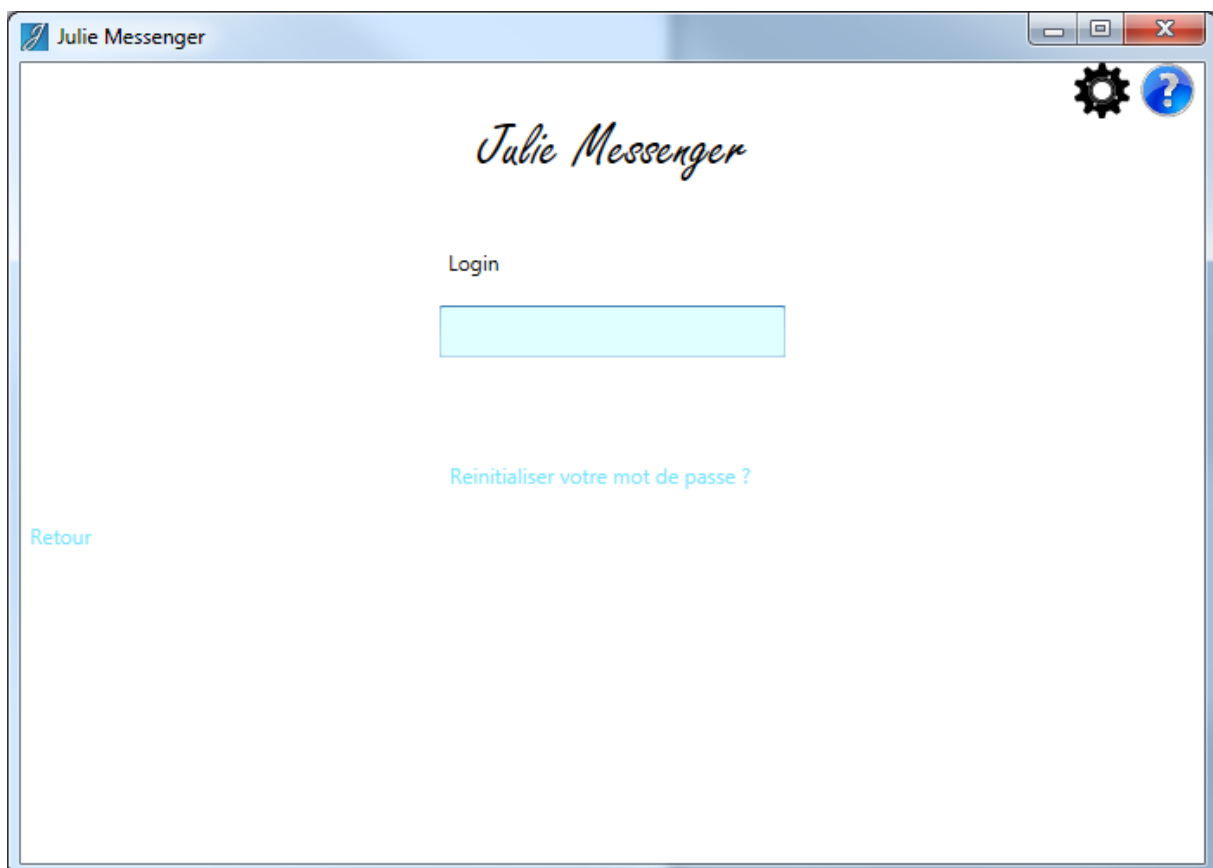 Julie Messenger
Julie Messenger
Login
Reinitialiser votre mot de passe ?
Retour